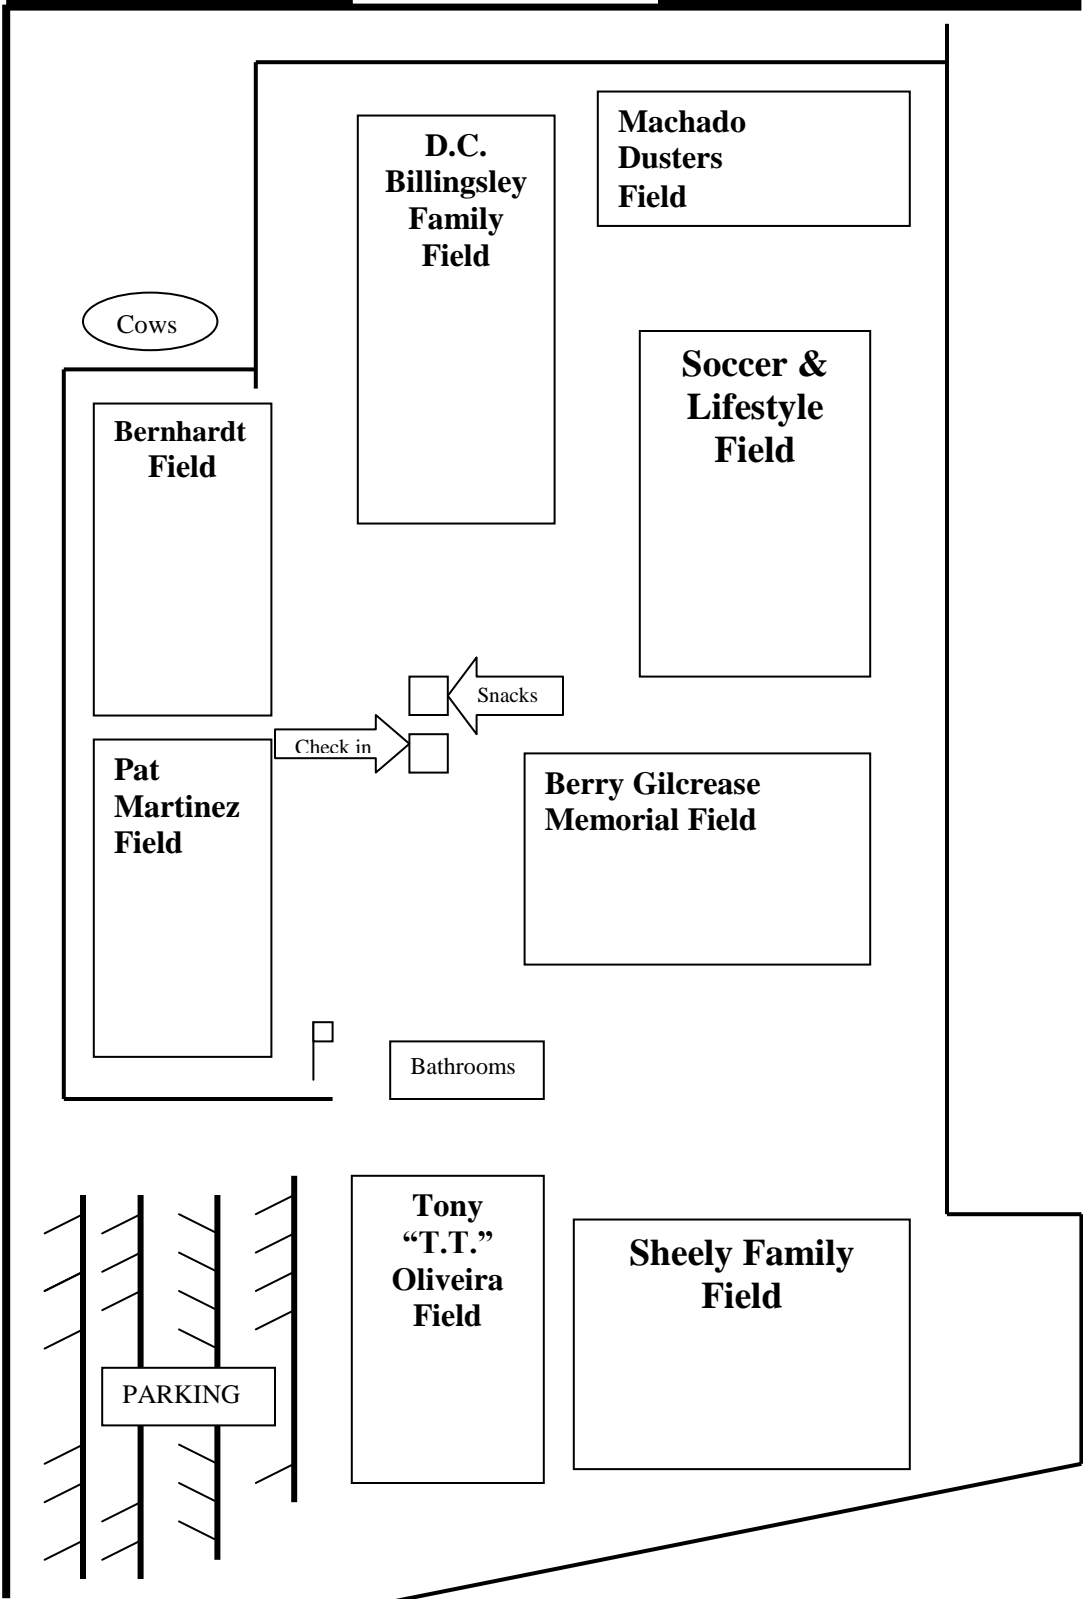 D.C.
Billingsley
Family
Field
Machado
Dusters
Field
Cows
Soccer &
Lifestyle
Field
Bernhardt
Field
Snacks
Check in
Pat
Martinez
Field
Berry Gilcrease
Memorial Field
Bathrooms
Tony
“T.T.”
Oliveira
Field
Sheely Family
Field
PARKING